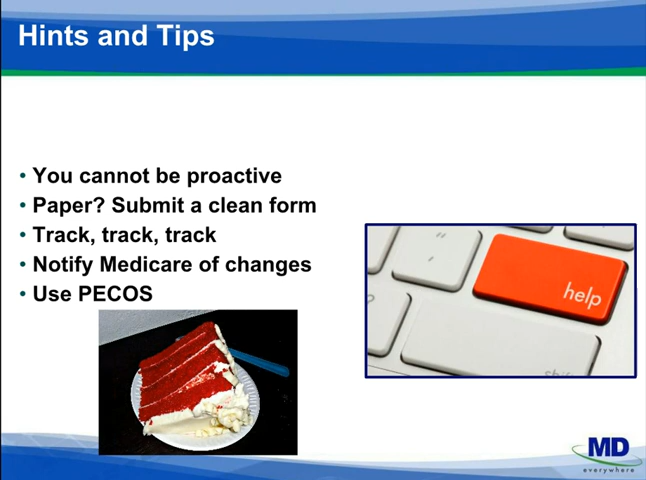 Hints and Tips
• You cannot be proactive
• Paper? Submit a clean form
• Track, track, track
• Notify Medicare of changes
• Use PECOS
help
MD
everywhere